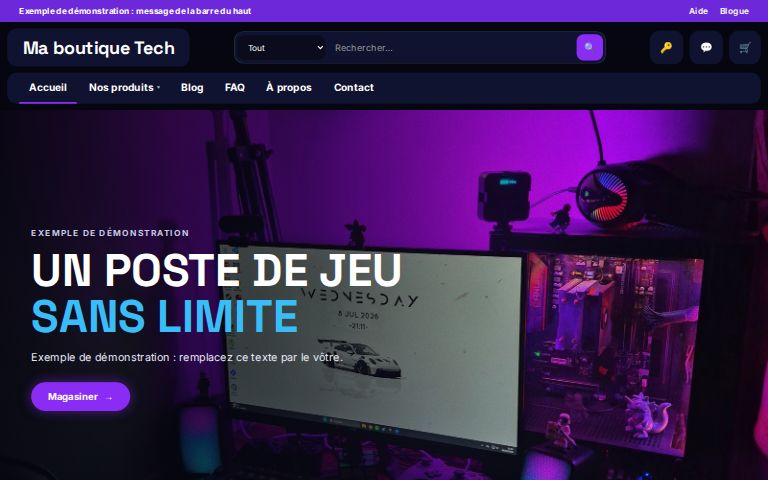 Exemple de démonstration : message de la barre du haut
Aide Blogue
Ma boutique Tech
Tout
Rechercher...
Accueil Nos produits Blog FAQ À propos Contact
EXEMPLE DE DÉMONSTRATION
UN POSTE DE JEU
SANS LIMITE
WEDNESDAY
8 JUL 2026
-21:11-
Exemple de démonstration : remplacez ce texte par le vôtre.
Magasiner →